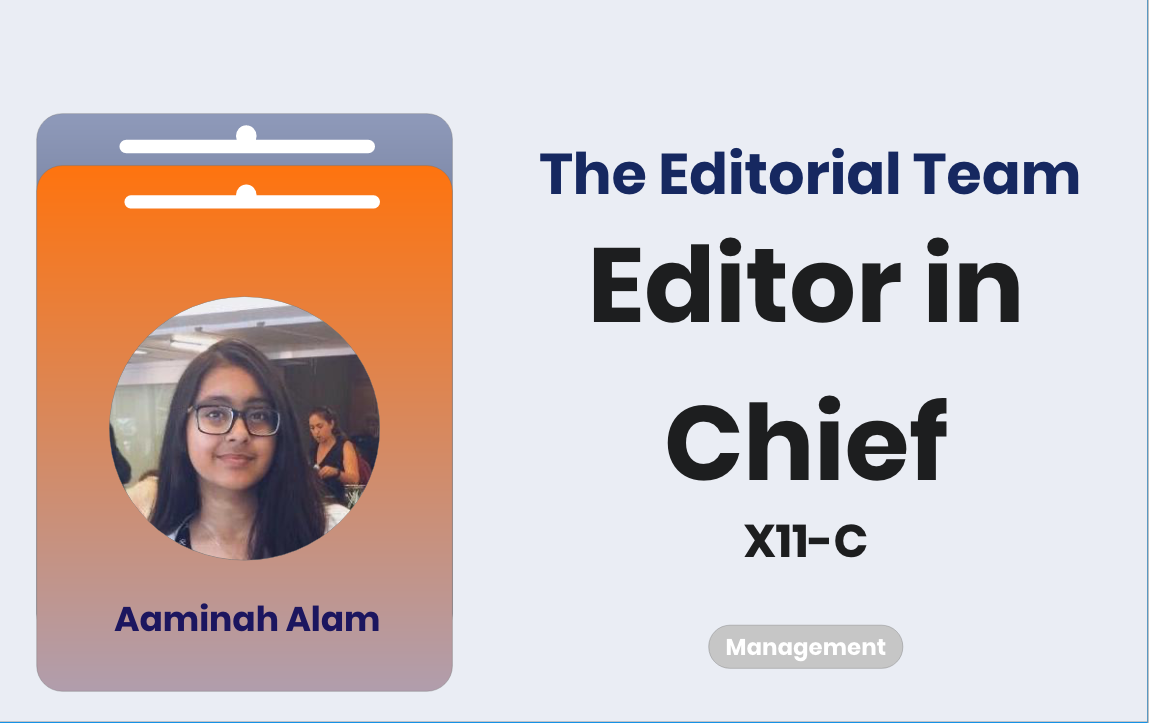 The Editorial Team
Editor in
Chief
X11-C
Management
Aaminah Alam